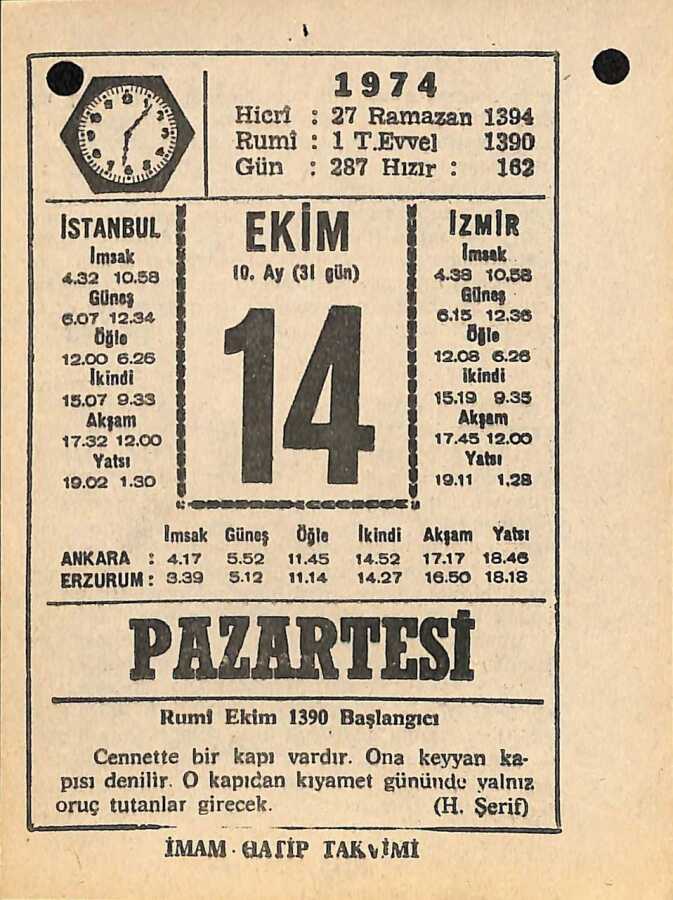 1974
Hicrî : 27 Ramazan 1394
Rumî : 1 T.Evvel 1390
Gün : 287 Hızır : 162
İSTANBUL
İmsak
4.32 10.58
Güneş
6.07 12.34
Öğle
12.00 6.26
İkindi
15.07 9.33
Akşam
17.32 12.00
Yatsı
19.02 1.30
EKİM
10. Ay (31 gün)
14
İZMİR
İmsak
4.38 10.58
Güneş
6.15 12.36
Öğle
12.08 6.28
İkindi
15.19 9.35
Akşam
17.45 12.00
Yatsı
19.11 1.28
İmsak Güneş Öğle İkindi Akşam Yatsı
ANKARA : 4.17 5.52 11.45 14.52 17.17 18.46
ERZURUM : 3.39 5.12 11.14 14.27 16.50 18.18
PAZARTESİ
Rumî Ekim 1390 Başlangıcı
Cennette bir kapı vardır. Ona keyyan ka-
pısı denilir. O kapıdan kıyamet gününde yalnız
oruç tutanlar girecek. (H. Şerif)
İMAM - HATİP TAKVİMİ